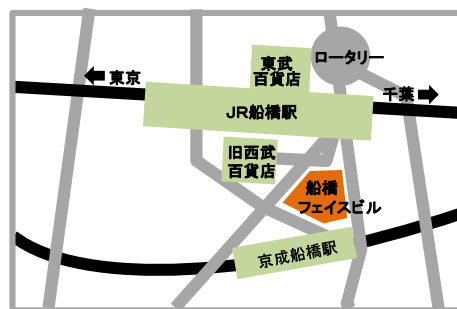 東武
百貨店
ロータリー
東京
千葉
JR船橋駅
旧西武
百貨店
船橋
フェイスビル
京成船橋駅